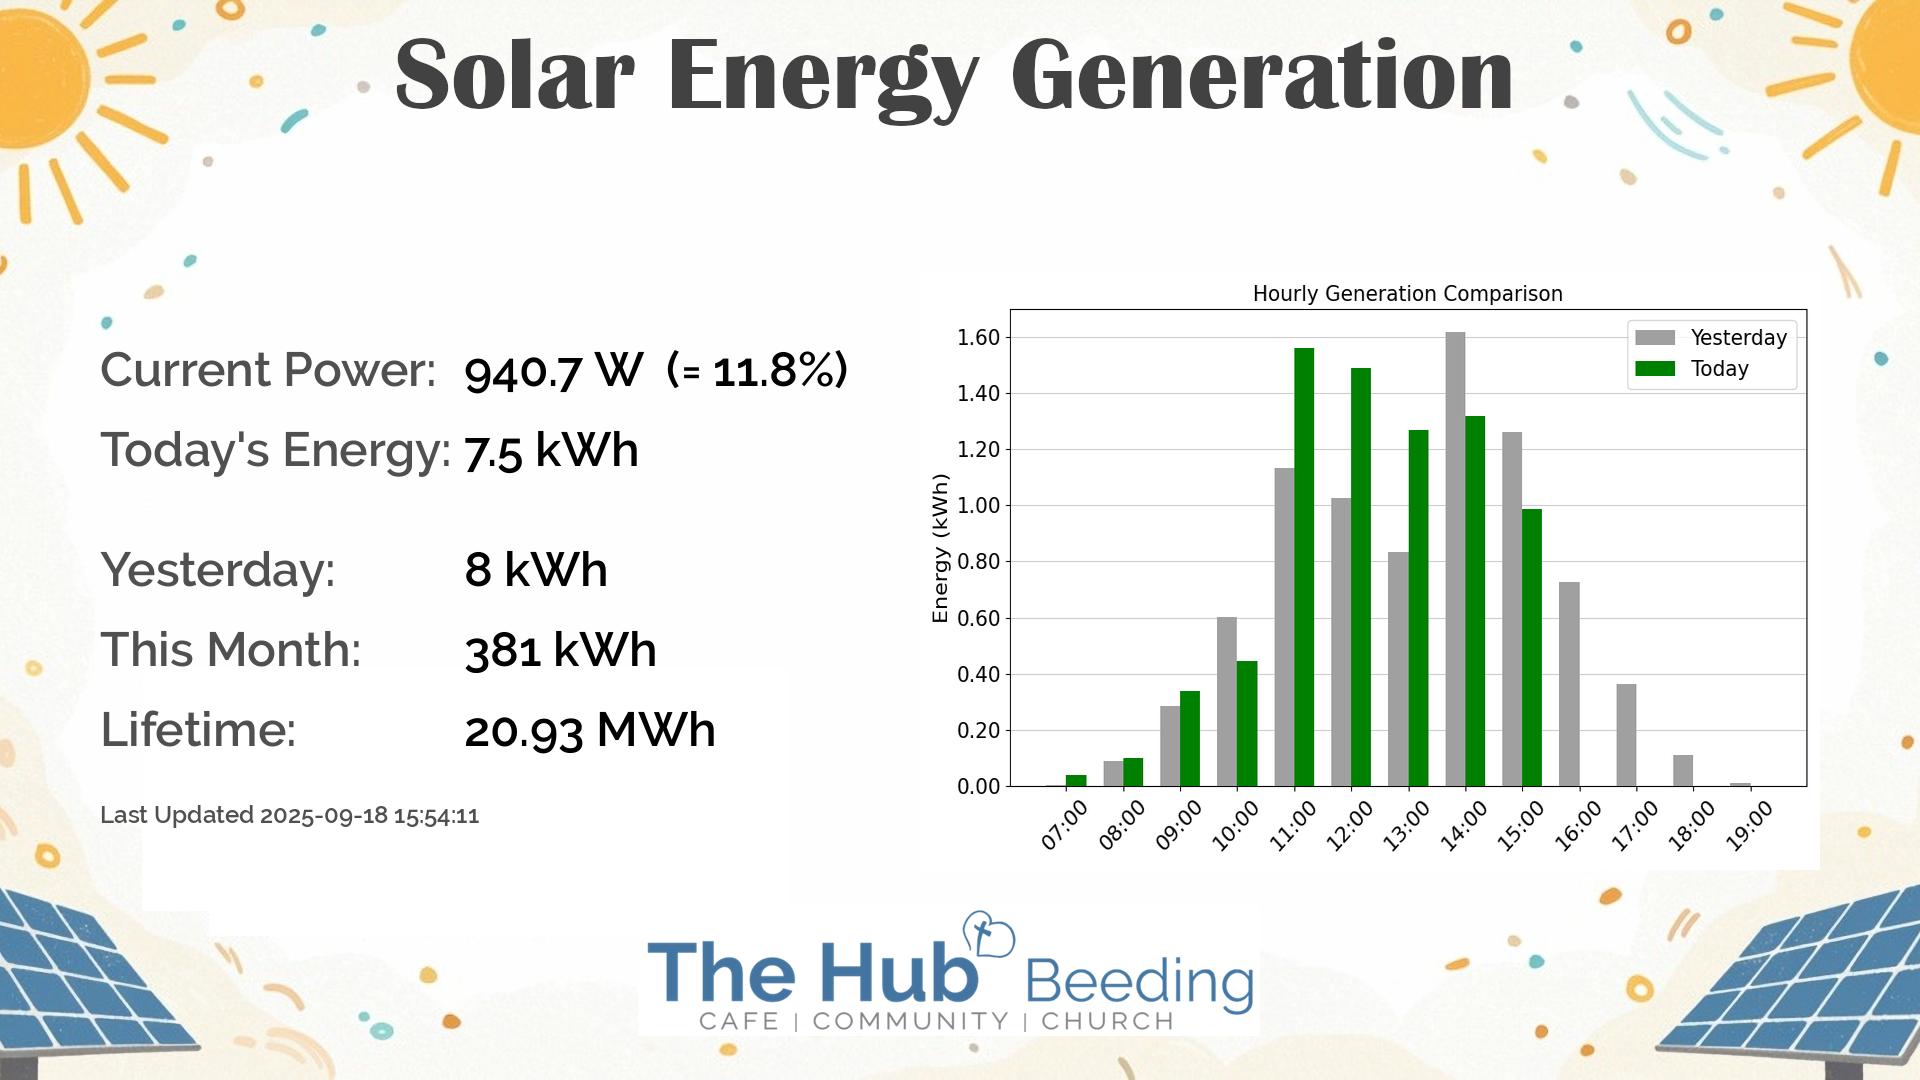 Solar Energy Generation
Current Power: 940.7 W (= 11.8%)
Today's Energy: 7.5 kWh
Yesterday: 8 kWh
This Month: 381 kWh
Lifetime: 20.93 MWh
Last Updated 2025-09-18 15:54:11
Hourly Generation Comparison
Yesterday
Today
Energy (kWh)
1.60
1.40
1.20
1.00
0.80
0.60
0.40
0.20
0.00
07:00 08:00 09:00 10:00 11:00 12:00 13:00 14:00 15:00 16:00 17:00 18:00 19:00
The Hub Beeding
CAFE | COMMUNITY | CHURCH